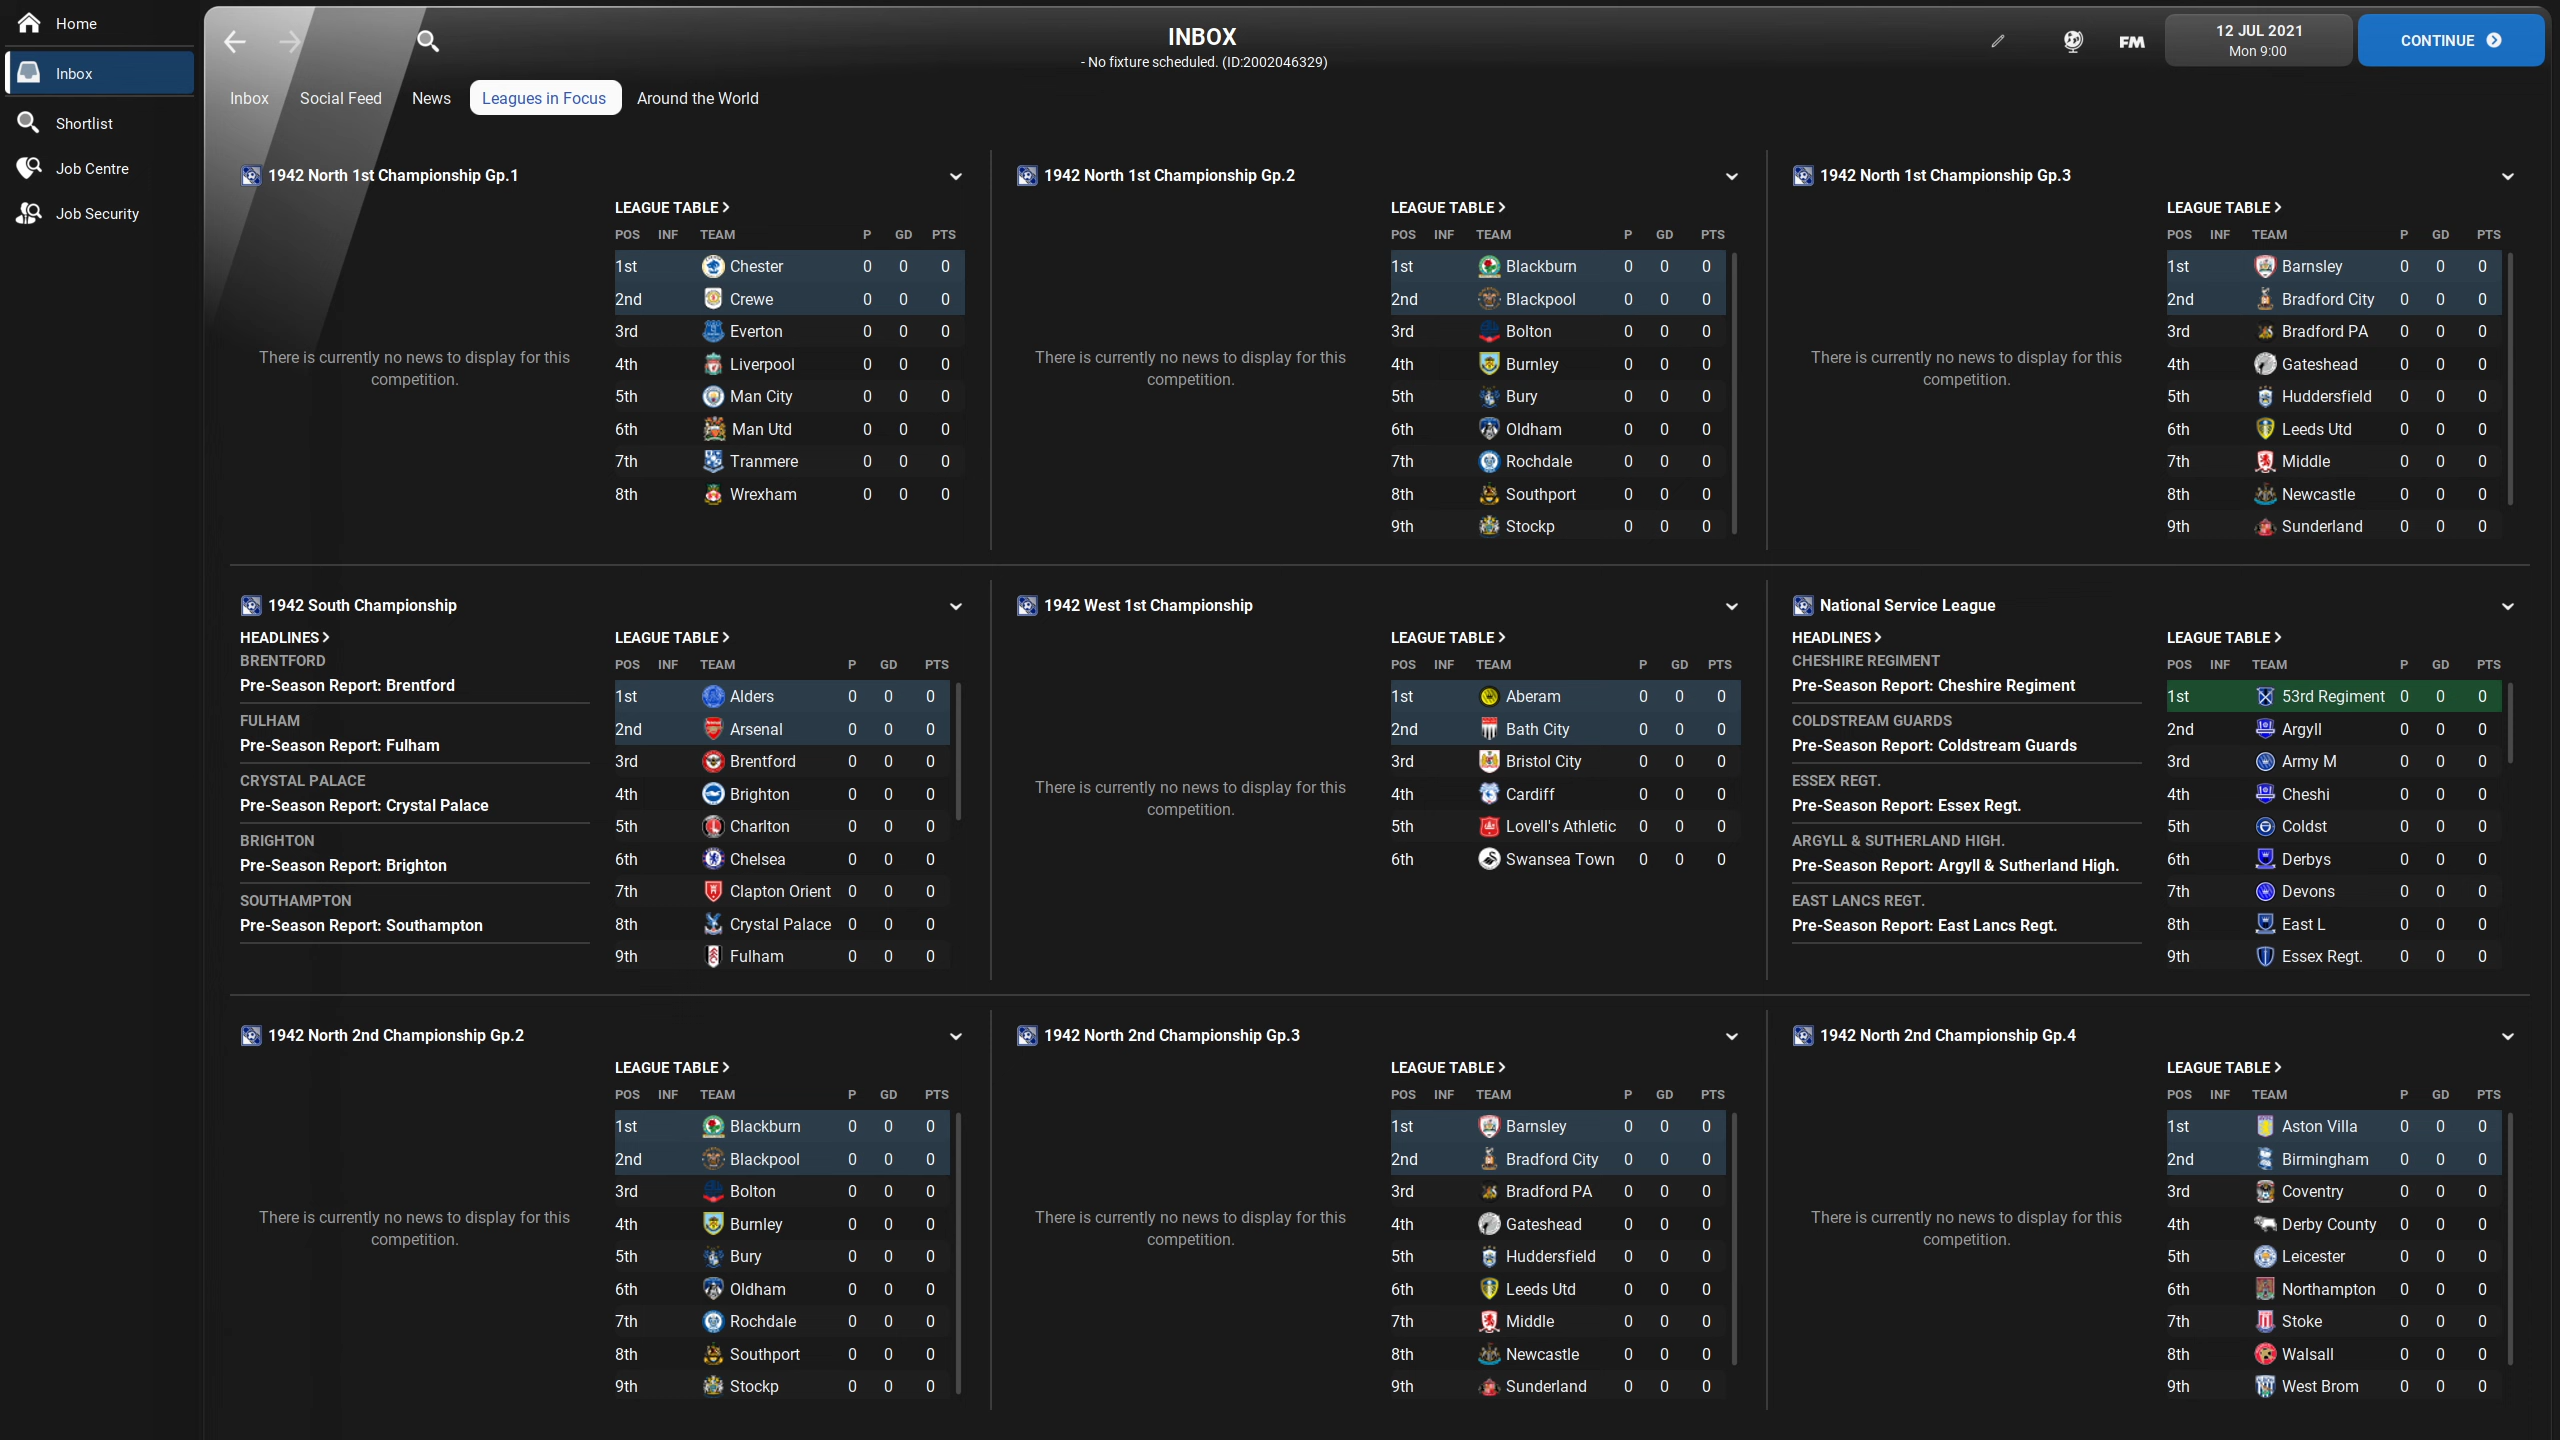 Home
Inbox
Shortlist
Job Centre
Job Security
INBOX
- No fixture scheduled. (ID:2002046329)
FM
12 JUL 2021
Mon 9:00
CONTINUE
Inbox Social Feed News Leagues in Focus Around the World
1942 North 1st Championship Gp.1
There is currently no news to display for this
competition.
LEAGUE TABLE
POS INF TEAM P GD PTS
1st Chester 0 0 0
2nd Crewe 0 0 0
3rd Everton 0 0 0
4th Liverpool 0 0 0
5th Man City 0 0 0
6th Man Utd 0 0 0
7th Tranmere 0 0 0
8th Wrexham 0 0 0
1942 North 1st Championship Gp.2
There is currently no news to display for this
competition.
LEAGUE TABLE
POS INF TEAM P GD PTS
1st Blackburn 0 0 0
2nd Blackpool 0 0 0
3rd Bolton 0 0 0
4th Burnley 0 0 0
5th Bury 0 0 0
6th Oldham 0 0 0
7th Rochdale 0 0 0
8th Southport 0 0 0
9th Stockp 0 0 0
1942 North 1st Championship Gp.3
There is currently no news to display for this
competition.
LEAGUE TABLE
POS INF TEAM P GD PTS
1st Barnsley 0 0 0
2nd Bradford City 0 0 0
3rd Bradford PA 0 0 0
4th Gateshead 0 0 0
5th Huddersfield 0 0 0
6th Leeds Utd 0 0 0
7th Middle 0 0 0
8th Newcastle 0 0 0
9th Sunderland 0 0 0
1942 South Championship
HEADLINES
BRENTFORD
Pre-Season Report: Brentford
FULHAM
Pre-Season Report: Fulham
CRYSTAL PALACE
Pre-Season Report: Crystal Palace
BRIGHTON
Pre-Season Report: Brighton
SOUTHAMPTON
Pre-Season Report: Southampton
LEAGUE TABLE
POS INF TEAM P GD PTS
1st Alders 0 0 0
2nd Arsenal 0 0 0
3rd Brentford 0 0 0
4th Brighton 0 0 0
5th Charlton 0 0 0
6th Chelsea 0 0 0
7th Clapton Orient 0 0 0
8th Crystal Palace 0 0 0
9th Fulham 0 0 0
1942 West 1st Championship
There is currently no news to display for this
competition.
LEAGUE TABLE
POS INF TEAM P GD PTS
1st Aberam 0 0 0
2nd Bath City 0 0 0
3rd Bristol City 0 0 0
4th Cardiff 0 0 0
5th Lovell's Athletic 0 0 0
6th Swansea Town 0 0 0
National Service League
HEADLINES
CHESHIRE REGIMENT
Pre-Season Report: Cheshire Regiment
COLDSTREAM GUARDS
Pre-Season Report: Coldstream Guards
ESSEX REGT.
Pre-Season Report: Essex Regt.
ARGYLL & SUTHERLAND HIGH.
Pre-Season Report: Argyll & Sutherland High.
EAST LANCS REGT.
Pre-Season Report: East Lancs Regt.
LEAGUE TABLE
POS INF TEAM P GD PTS
1st 53rd Regiment 0 0 0
2nd Argyll 0 0 0
3rd Army M 0 0 0
4th Cheshi 0 0 0
5th Coldst 0 0 0
6th Derbys 0 0 0
7th Devons 0 0 0
8th East L 0 0 0
9th Essex Regt. 0 0 0
1942 North 2nd Championship Gp.2
There is currently no news to display for this
competition.
LEAGUE TABLE
POS INF TEAM P GD PTS
1st Blackburn 0 0 0
2nd Blackpool 0 0 0
3rd Bolton 0 0 0
4th Burnley 0 0 0
5th Bury 0 0 0
6th Oldham 0 0 0
7th Rochdale 0 0 0
8th Southport 0 0 0
9th Stockp 0 0 0
1942 North 2nd Championship Gp.3
There is currently no news to display for this
competition.
LEAGUE TABLE
POS INF TEAM P GD PTS
1st Barnsley 0 0 0
2nd Bradford City 0 0 0
3rd Bradford PA 0 0 0
4th Gateshead 0 0 0
5th Huddersfield 0 0 0
6th Leeds Utd 0 0 0
7th Middle 0 0 0
8th Newcastle 0 0 0
9th Sunderland 0 0 0
1942 North 2nd Championship Gp.4
There is currently no news to display for this
competition.
LEAGUE TABLE
POS INF TEAM P GD PTS
1st Aston Villa 0 0 0
2nd Birmingham 0 0 0
3rd Coventry 0 0 0
4th Derby County 0 0 0
5th Leicester 0 0 0
6th Northampton 0 0 0
7th Stoke 0 0 0
8th Walsall 0 0 0
9th West Brom 0 0 0